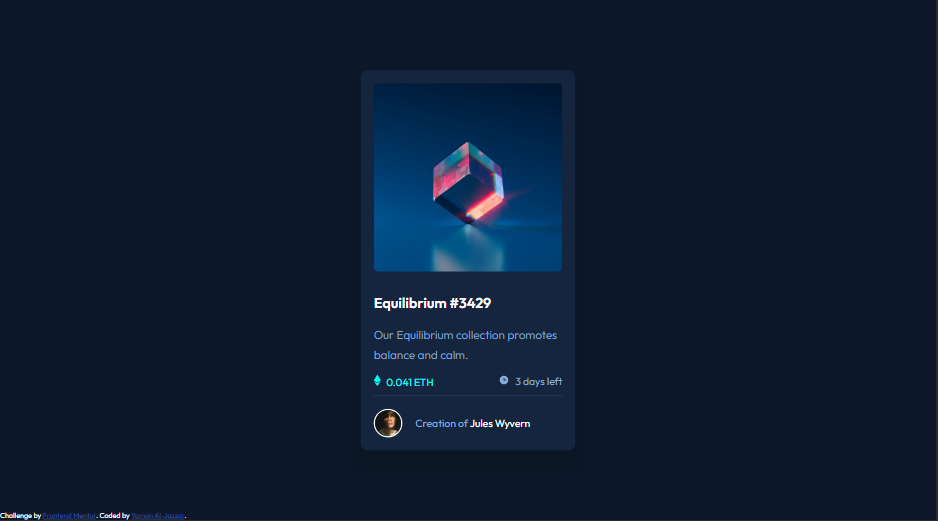 Equilibrium #3429
Our Equilibrium collection promotes
balance and calm.
0.041 ETH 3 days left
Creation of Jules Wyvern
Challenge by Frontend Mentor. Coded by Yaman Al-Jazzar.